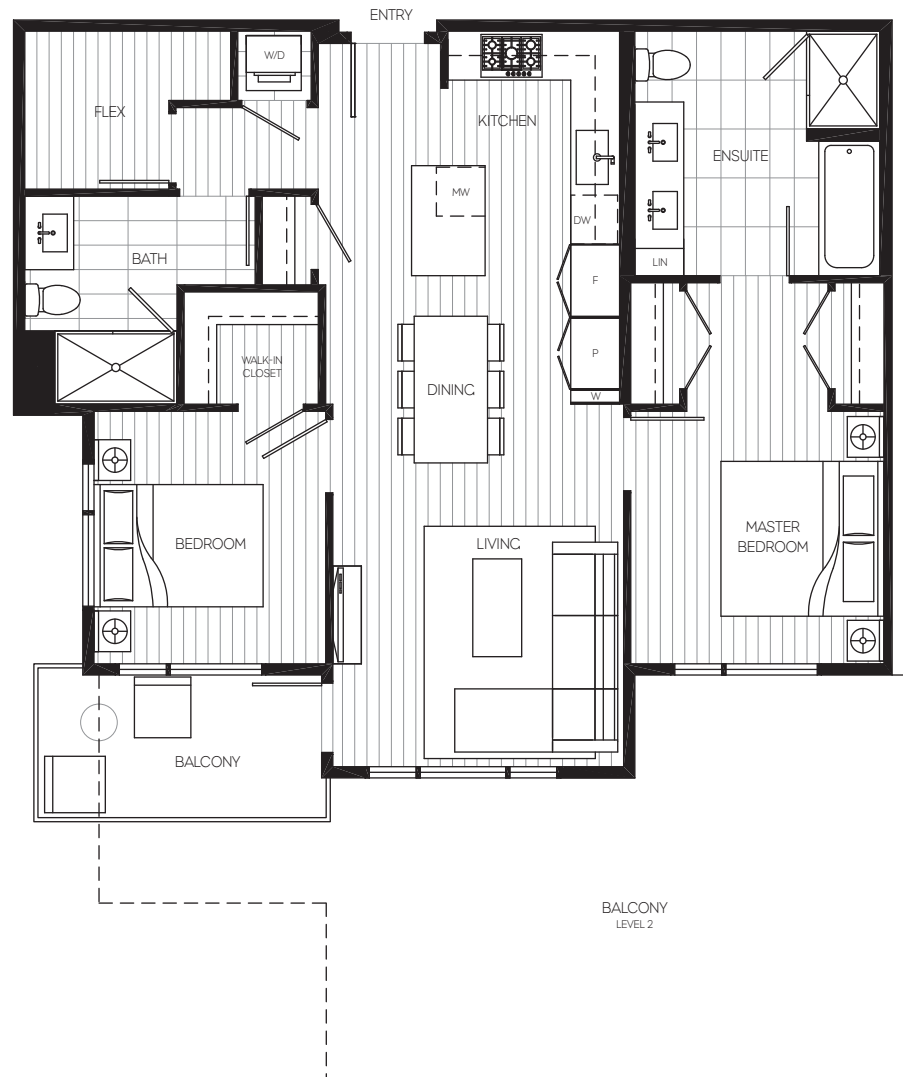 ENTRY
W/D
FLEX
KITCHEN
ENSUITE
MW
DW
BATH
LIN
F
WALK-IN
CLOSET
P
DINING
W
BEDROOM
LIVING
MASTER
BEDROOM
BALCONY
BALCONY
LEVEL 2